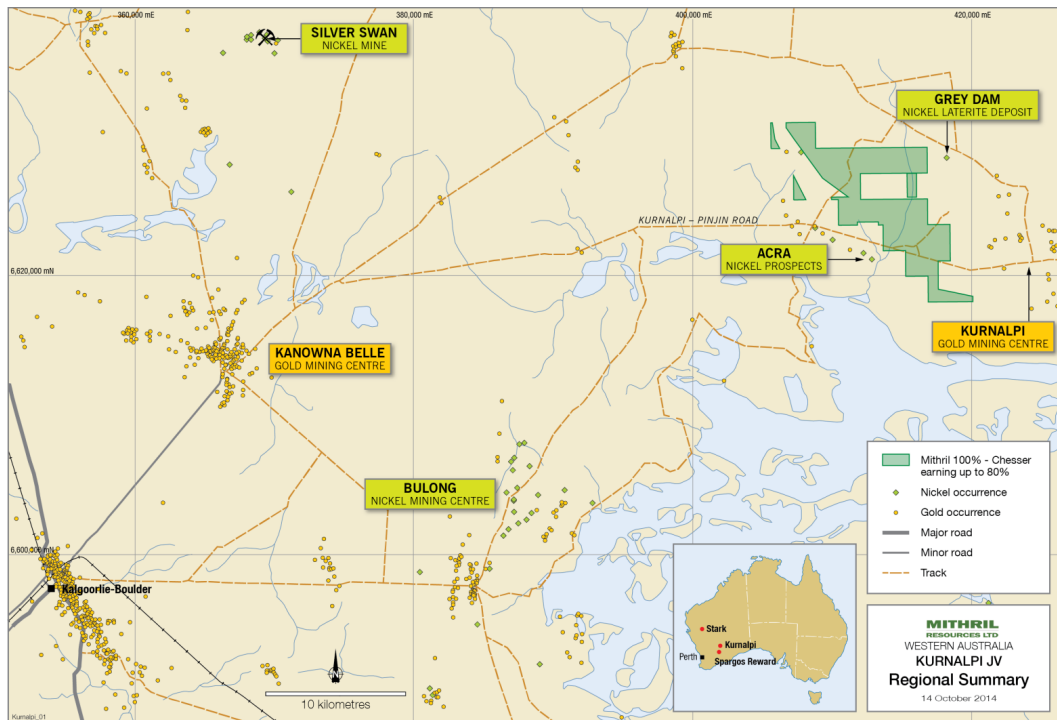 360,000 mE
380,000 mE
400,000 mE
420,000 mE
SILVER SWAN
NICKEL MINE
GREY DAM
NICKEL LATERITE DEPOSIT
KURNALPI – PINJIN ROAD
ACRA
NICKEL PROSPECTS
6,620,000 mN
KURNALPI
GOLD MINING CENTRE
KANOWNA BELLE
GOLD MINING CENTRE
BULONG
NICKEL MINING CENTRE
6,600,000 mN
Kalgoorlie-Boulder
Mithril 100% - Chesser
earning up to 80%
Nickel occurrence
Gold occurrence
Major road
Minor road
Track
Stark
Kurnalpi
Perth
Spargos Reward
N
10 kilometres
MITHRIL
RESOURCES LTD
WESTERN AUSTRALIA
KURNALPI JV
Regional Summary
14 October 2014
Kurnalpi_01